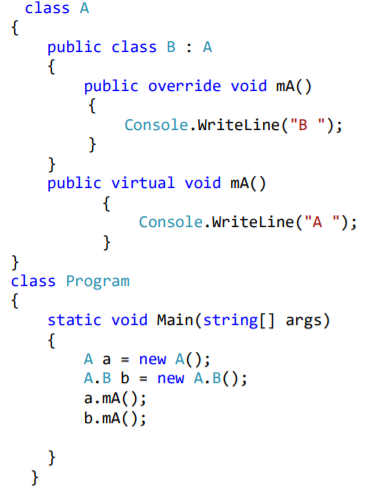 class A
{
public class B : A
{
public override void mA()
{
Console.WriteLine("B ");
}
}
public virtual void mA()
{
Console.WriteLine("A ");
}
}
class Program
{
static void Main(string[] args)
{
A a = new A();
A.B b = new A.B();
a.mA();
b.mA();
}
}